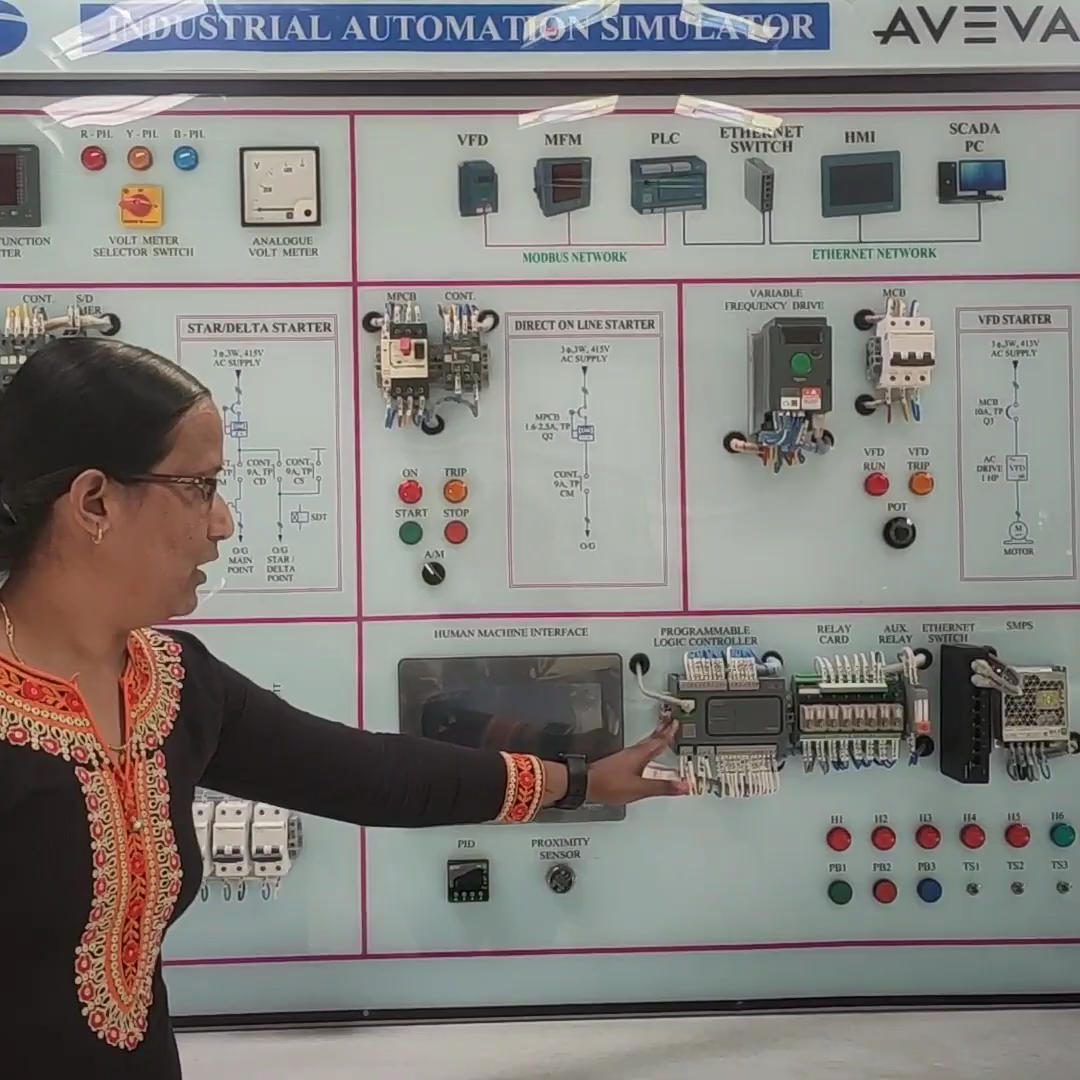 INDUSTRIAL AUTOMATION SIMULATOR
AVEVA
R - PH. Y - PH. B - PH.
VOLT METER
SELECTOR SWITCH
V
ANALOGUE
VOLT METER
VFD
MFM
PLC
ETHERNET
SWITCH
HMI
SCADA
PC
MODBUS NETWORK
ETHERNET NETWORK
CONT.
S/D
STAR/DELTA STARTER
3φ,3W, 415V
AC SUPPLY
CONT.
9A, TP
CD
CONT.
9A, TP
CS
SDT
O/G
MAIN
POINT
O/G
STAR /
DELTA
POINT
MPCB
CONT.
ON
TRIP
START
STOP
A/M
DIRECT ON LINE STARTER
3φ,3W, 415V
AC SUPPLY
MPCB
1.6-2.5A, TP
Q2
CONT.
9A, TP
CM
O/G
VARIABLE
FREQUENCY DRIVE
MCB
VFD
RUN
VFD
TRIP
POT
VFD STARTER
3φ,3W, 415V
AC SUPPLY
MCB
10A, TP
Q3
AC
DRIVE
1 HP
VFD
M
MOTOR
HUMAN MACHINE INTERFACE
PROGRAMMABLE
LOGIC CONTROLLER
RELAY
CARD
AUX.
RELAY
ETHERNET
SWITCH
SMPS
PID
PROXIMITY
SENSOR
H1 H2 H3 H4 H5 H6
PB1 PB2 PB3 TS1 TS2 TS3